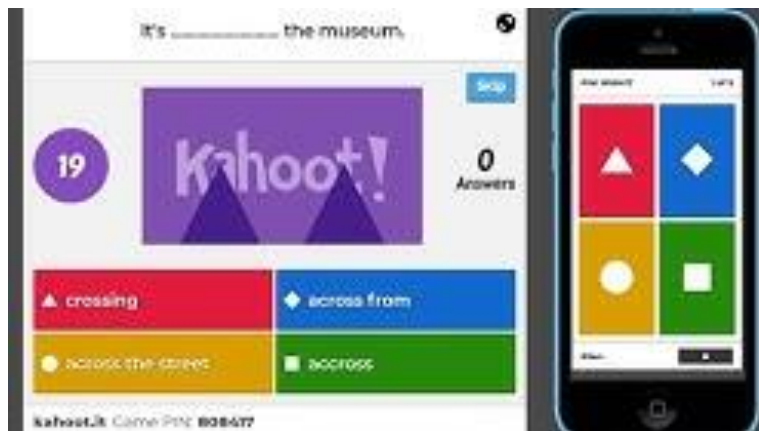 It's __________ the museum.
Skip
19
Kahoot!
0
Answers
crossing
across from
across the street
accross
kahoot.it Game PIN: 808417